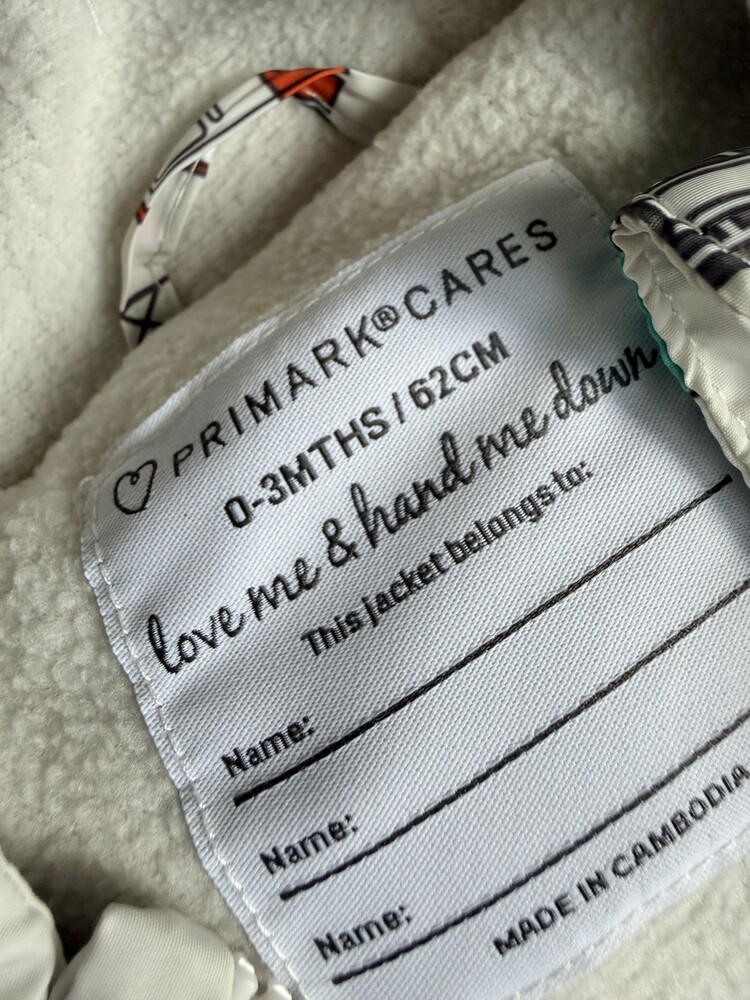 ♡ PRIMARK® CARES
0-3MTHS / 62CM
love me & hand me down
This jacket belongs to:
Name:
Name:
Name:
MADE IN CAMBODIA